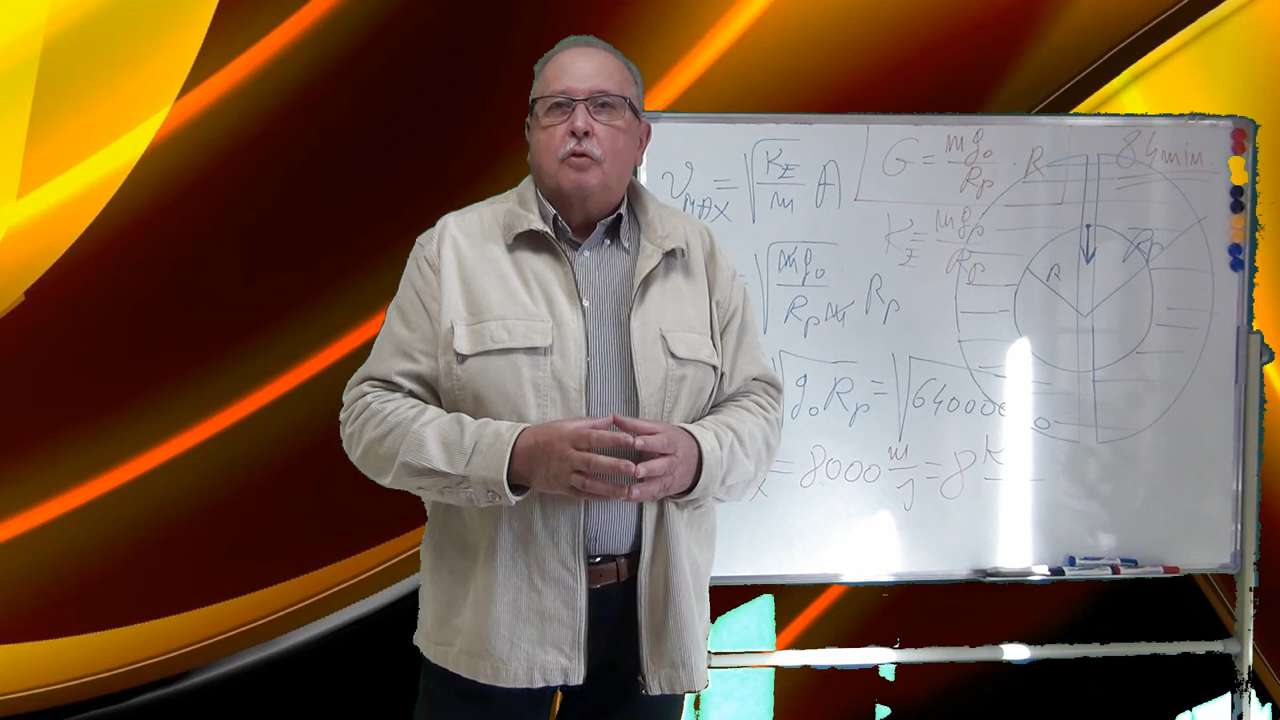 v_MAX = √(k_E/m) A
G = mg₀/R_P · R
84 min.
k_E = mg₀/R_P
R
R_P
= √(mg₀/(R_P m)) R_P
√(g₀R_P) = √(64000
= 8000 m/s = 8 k